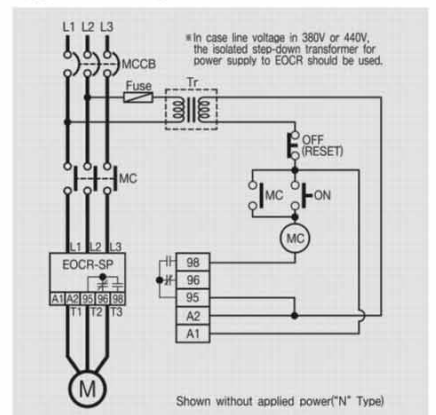 L1 L2 L3
※In case line voltage in 380V or 440V,
the isolated step-down transformer for
power supply to EOCR should be used.
MCCB
Fuse
Tr
OFF
(RESET)
MC
MC
ON
MC
L1 L2 L3
EOCR-SP
A1 A2 95 96 98
T1 T2 T3
98
96
95
A2
A1
M
Shown without applied power("N" Type)